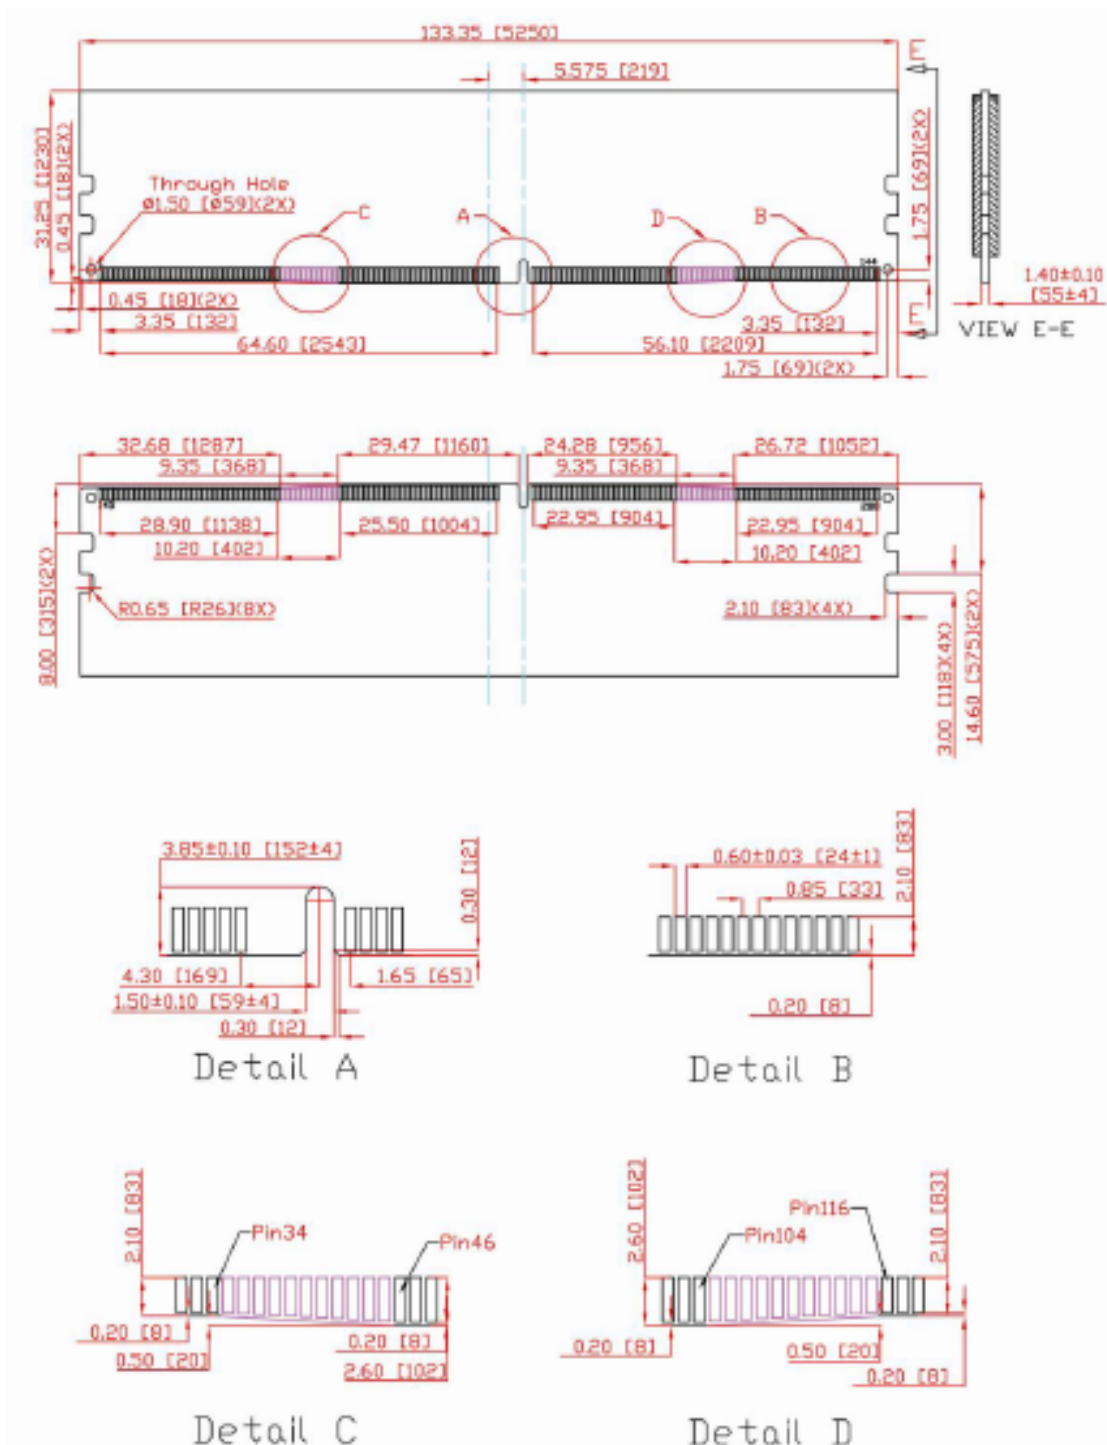 133.35 [5250]
5.575 [219]
E
31.25 [1230]
0.45 [18](2X)
Through Hole
Ø1.50 [Ø59](2X)
C
A
D
B
1.75 [69](2X)
144
1.40±0.10
[55±4]
0.45 [18](2X)
3.35 [132]
3.35 [132]
E
VIEW E-E
64.60 [2543]
56.10 [2209]
1.75 [69](2X)
32.68 [1287]
29.47 [1160]
24.28 [956]
26.72 [1052]
9.35 [368]
9.35 [368]
28.90 [1138]
25.50 [1004]
22.95 [904]
22.95 [904]
10.20 [402]
10.20 [402]
8.00 [315](2X)
R0.65 [R26](8X)
2.10 [83](4X)
3.00 [118](4X)
14.60 [575](2X)
3.85±0.10 [152±4]
0.30 [12]
4.30 [169]
1.65 [65]
1.50±0.10 [59±4]
0.30 [12]
Detail A
0.60±0.03 [24±1]
0.85 [33]
2.10 [83]
0.20 [8]
Detail B
2.10 [83]
Pin34
Pin46
0.20 [8]
0.20 [8]
0.50 [20]
2.60 [102]
Detail C
2.60 [102]
Pin116
Pin104
2.10 [83]
0.20 [8]
0.50 [20]
0.20 [8]
Detail D